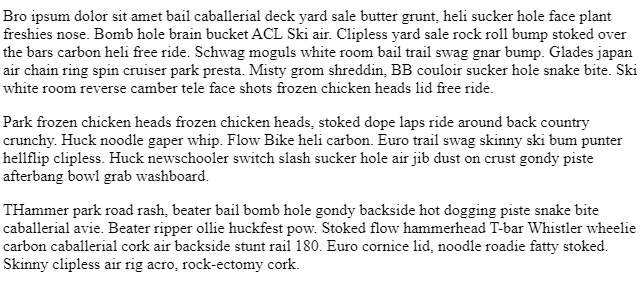 Bro ipsum dolor sit amet bail caballerial deck yard sale butter grunt, heli sucker hole face plant
freshies nose. Bomb hole brain bucket ACL Ski air. Clipless yard sale rock roll bump stoked over
the bars carbon heli free ride. Schwag moguls white room bail trail swag gnar bump. Glades japan
air chain ring spin cruiser park presta. Misty grom shreddin, BB couloir sucker hole snake bite. Ski
white room reverse camber tele face shots frozen chicken heads lid free ride.

Park frozen chicken heads frozen chicken heads, stoked dope laps ride around back country
crunchy. Huck noodle gaper whip. Flow Bike heli carbon. Euro trail swag skinny ski bum punter
hellflip clipless. Huck newschooler switch slash sucker hole air jib dust on crust gondy piste
afterbang bowl grab washboard.

THammer park road rash, beater bail bomb hole gondy backside hot dogging piste snake bite
caballerial avie. Beater ripper ollie huckfest pow. Stoked flow hammerhead T-bar Whistler wheelie
carbon caballerial cork air backside stunt rail 180. Euro cornice lid, noodle roadie fatty stoked.
Skinny clipless air rig acro, rock-ectomy cork.